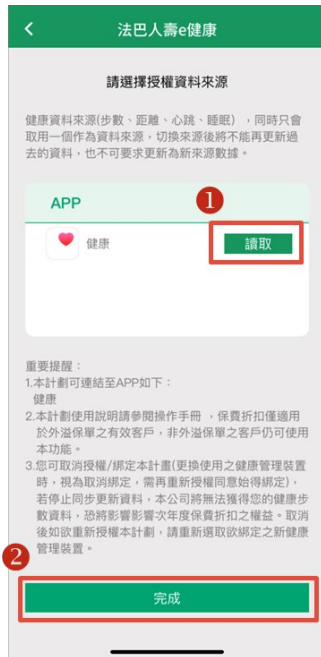 法巴人壽e健康
請選擇授權資料來源
健康資料來源(步數、距離、心跳、睡眠)，同時只會
取用一個作為資料來源，切換來源後將不能再更新過
去的資料，也不可要求更新為新來源數據。
APP
1
健康
讀取
重要提醒：
1.本計劃可連結至APP如下：
健康
2.本計劃使用說明請參閱操作手冊 ，保費折扣僅適用
於外溢保單之有效客戶，非外溢保單之客戶仍可使用
本功能。
3.您可取消授權/綁定本計畫(更換使用之健康管理裝置
時，視為取消綁定，需再重新授權同意始得綁定)，
若停止同步更新資料，本公司將無法獲得您的健康步
數資料，恐將影響影響次年度保費折扣之權益。取消
後如欲重新授權本計劃，請重新選取欲綁定之新健康
管理裝置。
2
完成